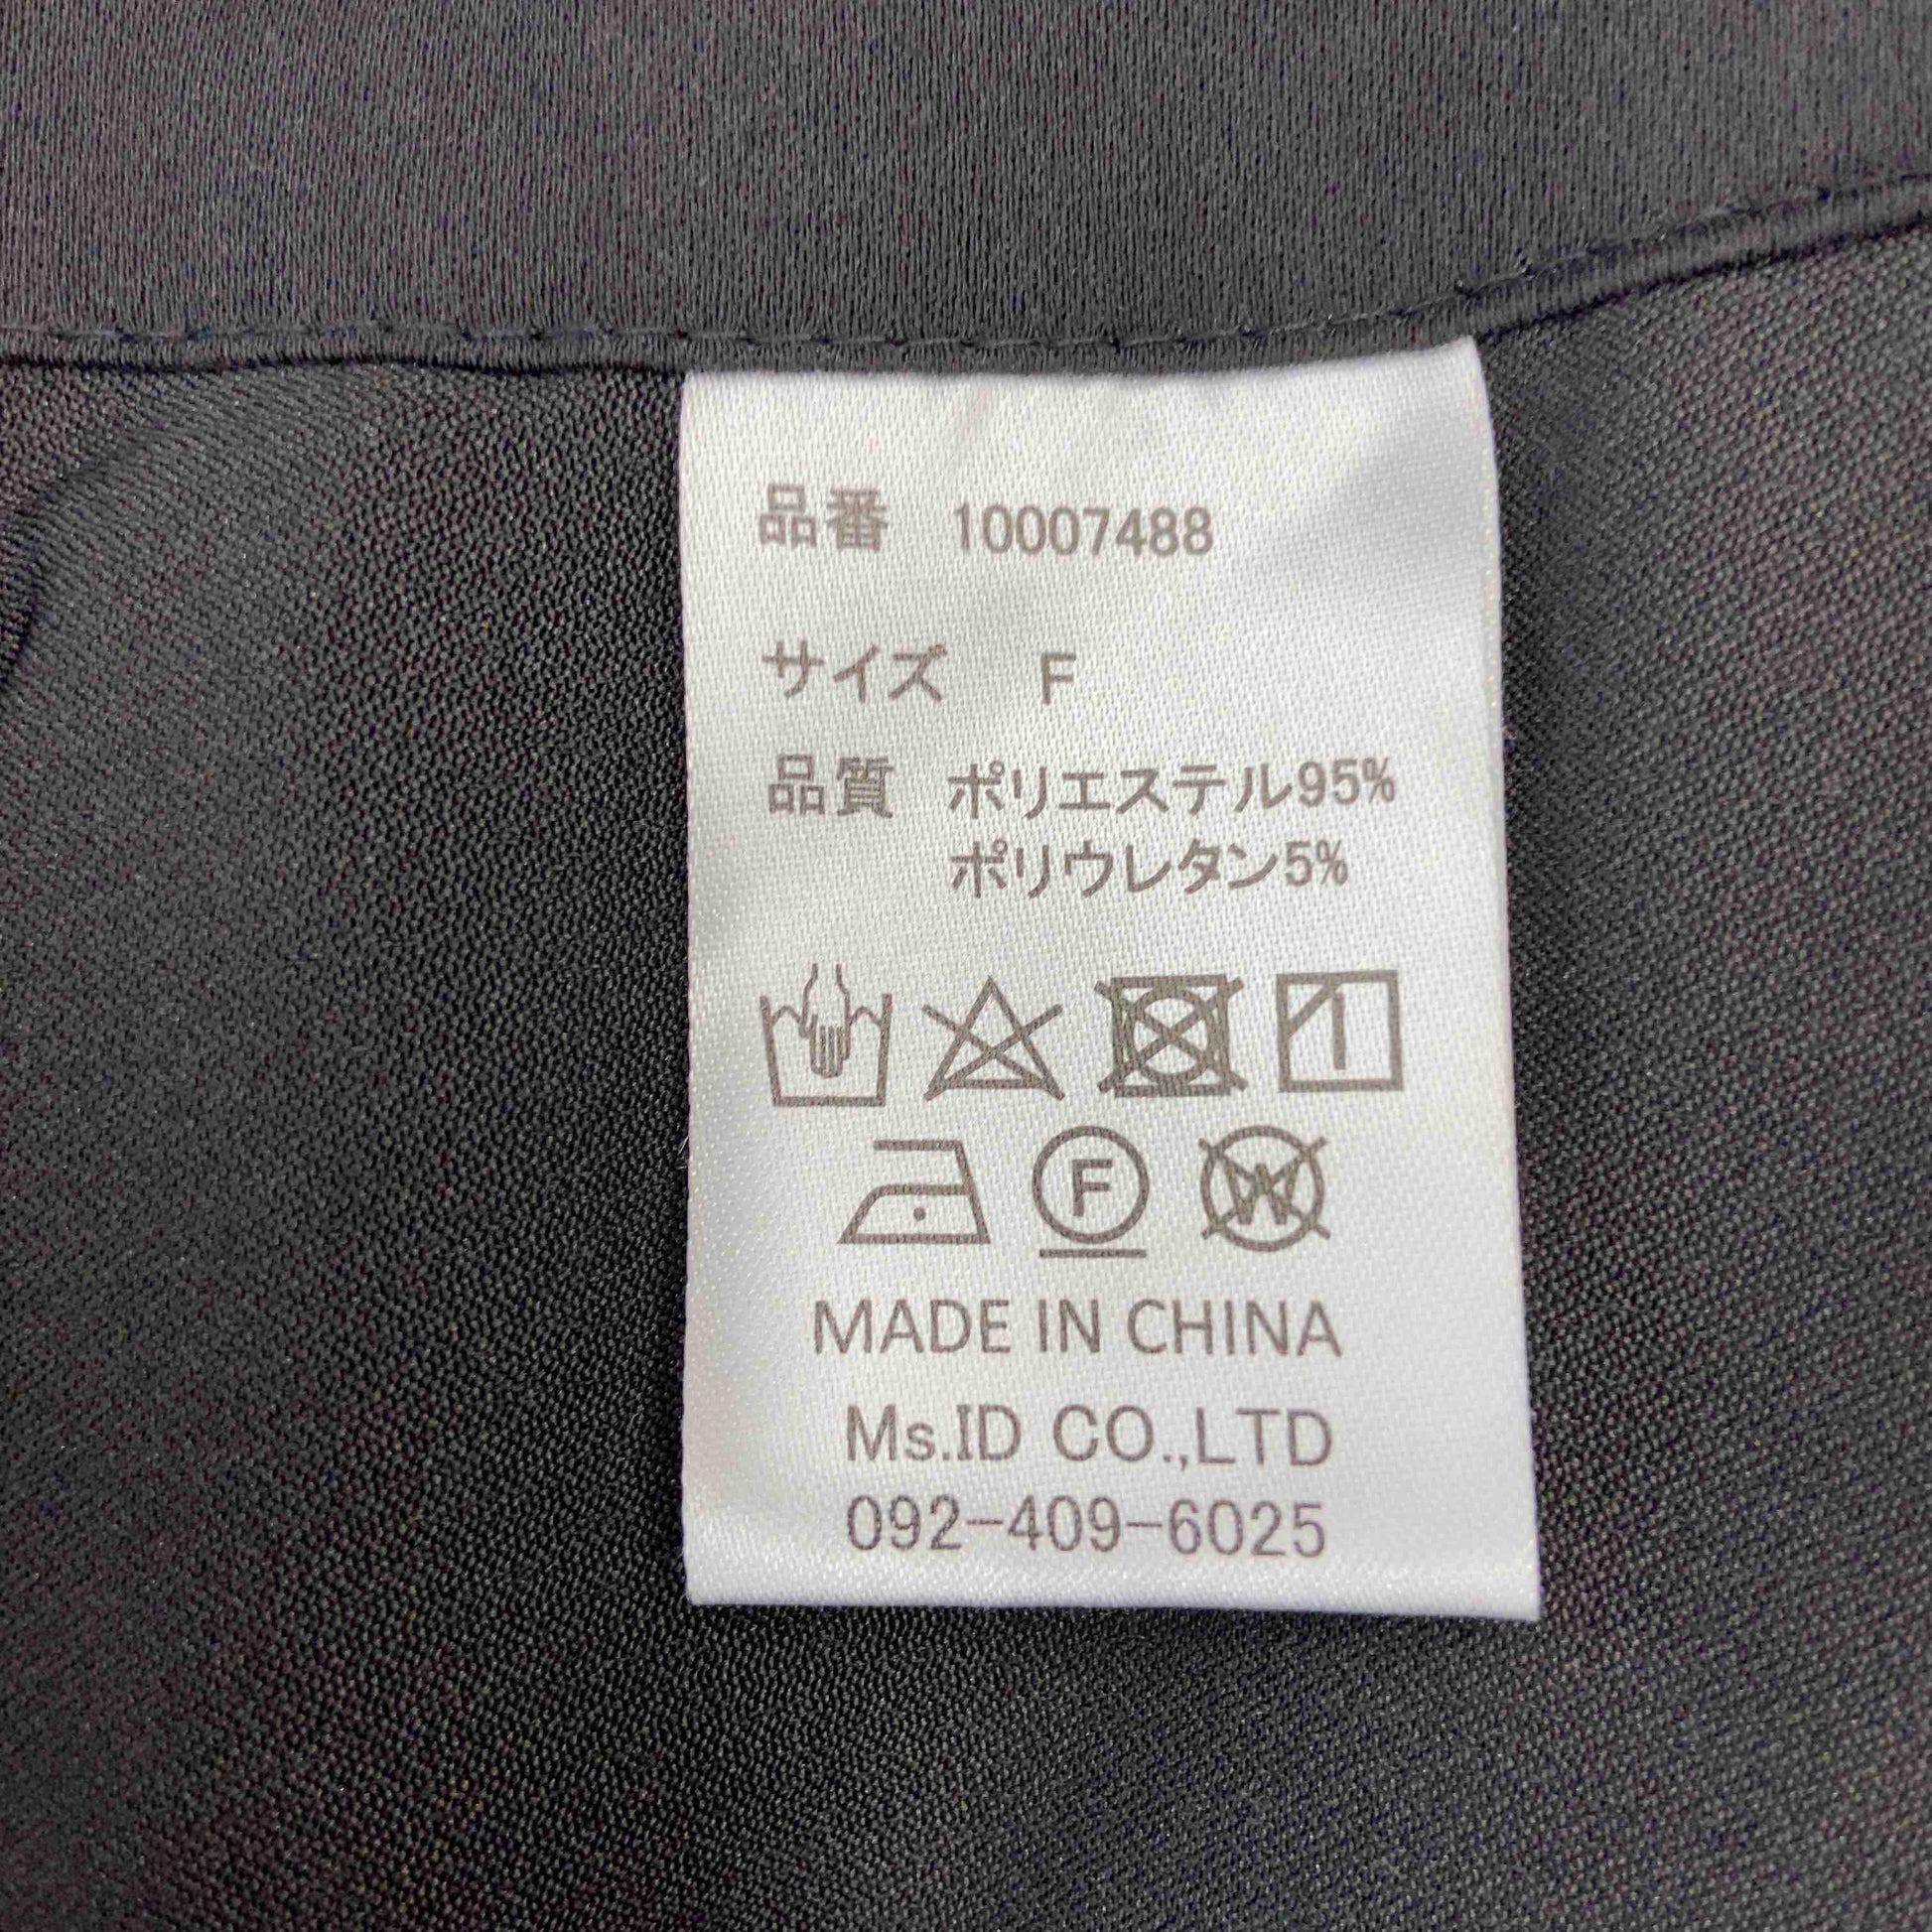 品番 10007488
サイズ F
品質 ポリエステル95%
ポリウレタン5%
F W
MADE IN CHINA
Ms.ID CO.,LTD
092-409-6025